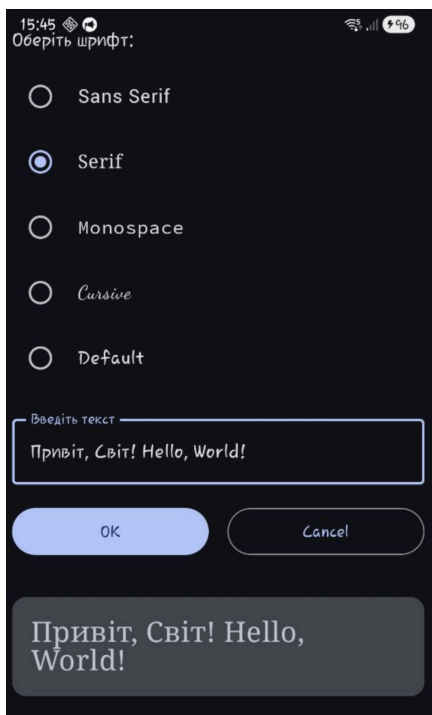 15:45 96
Оберіть шрифт:
Sans Serif
Serif
Monospace
Cursive
Default
Введіть текст
Привіт, Світ! Hello, World!
OK Cancel
Привіт, Світ! Hello,
World!